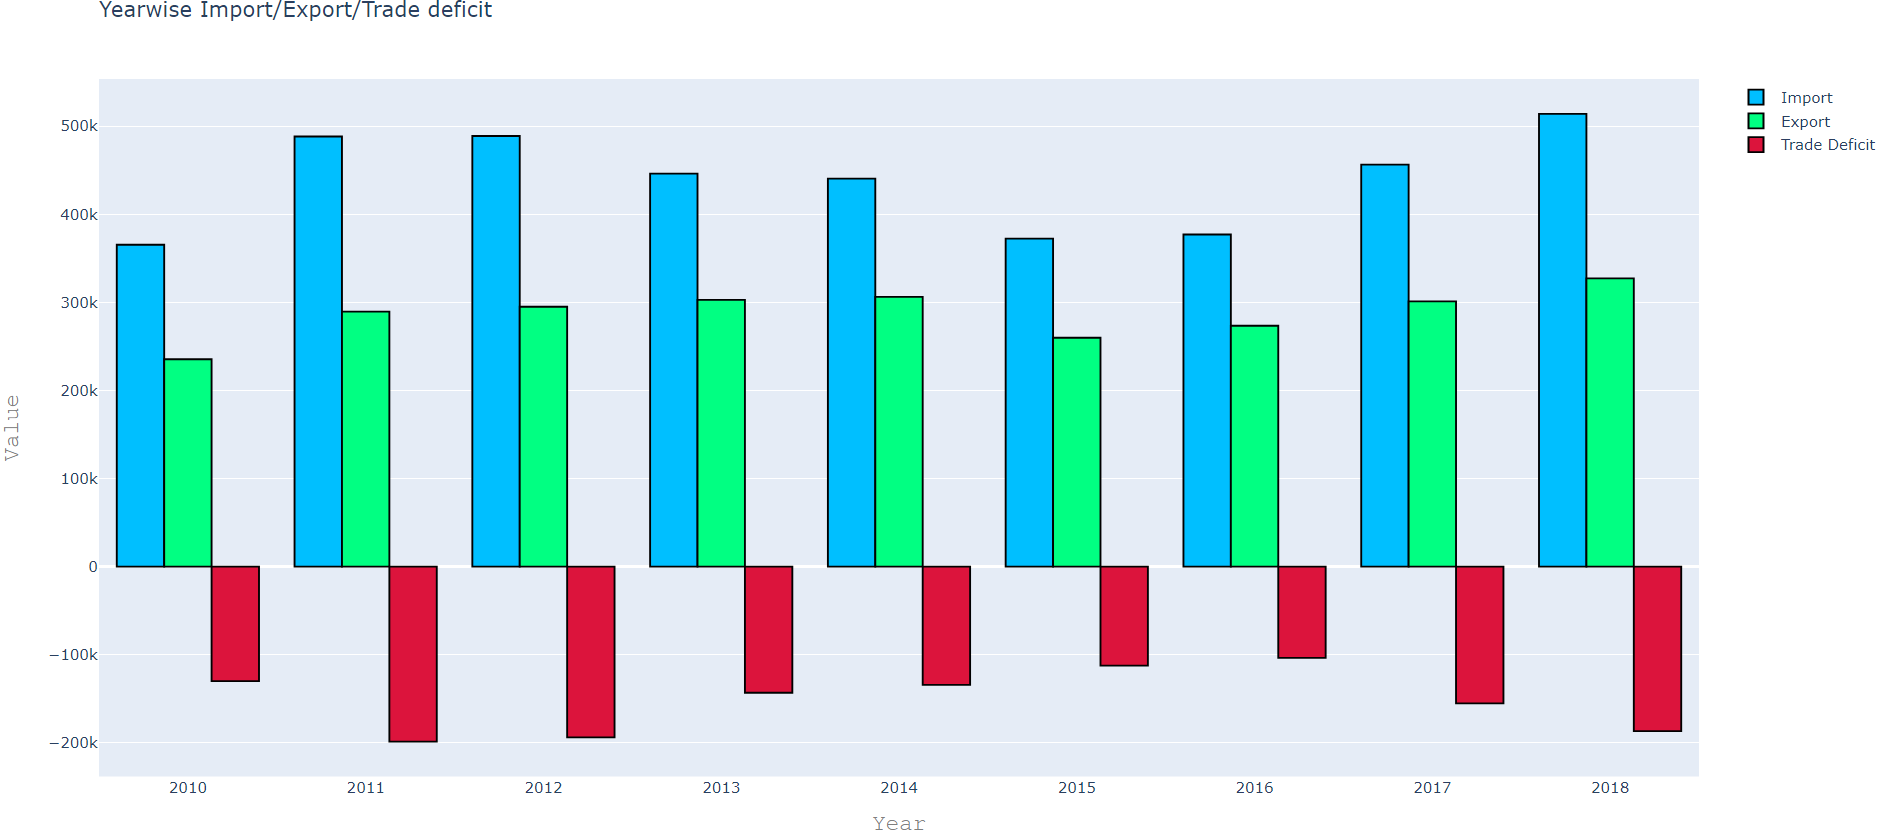 Yearwise Import/Export/Trade deficit
Import
Export
Trade Deficit
500k
400k
300k
200k
100k
0
−100k
−200k
Value
2010 2011 2012 2013 2014 2015 2016 2017 2018
Year